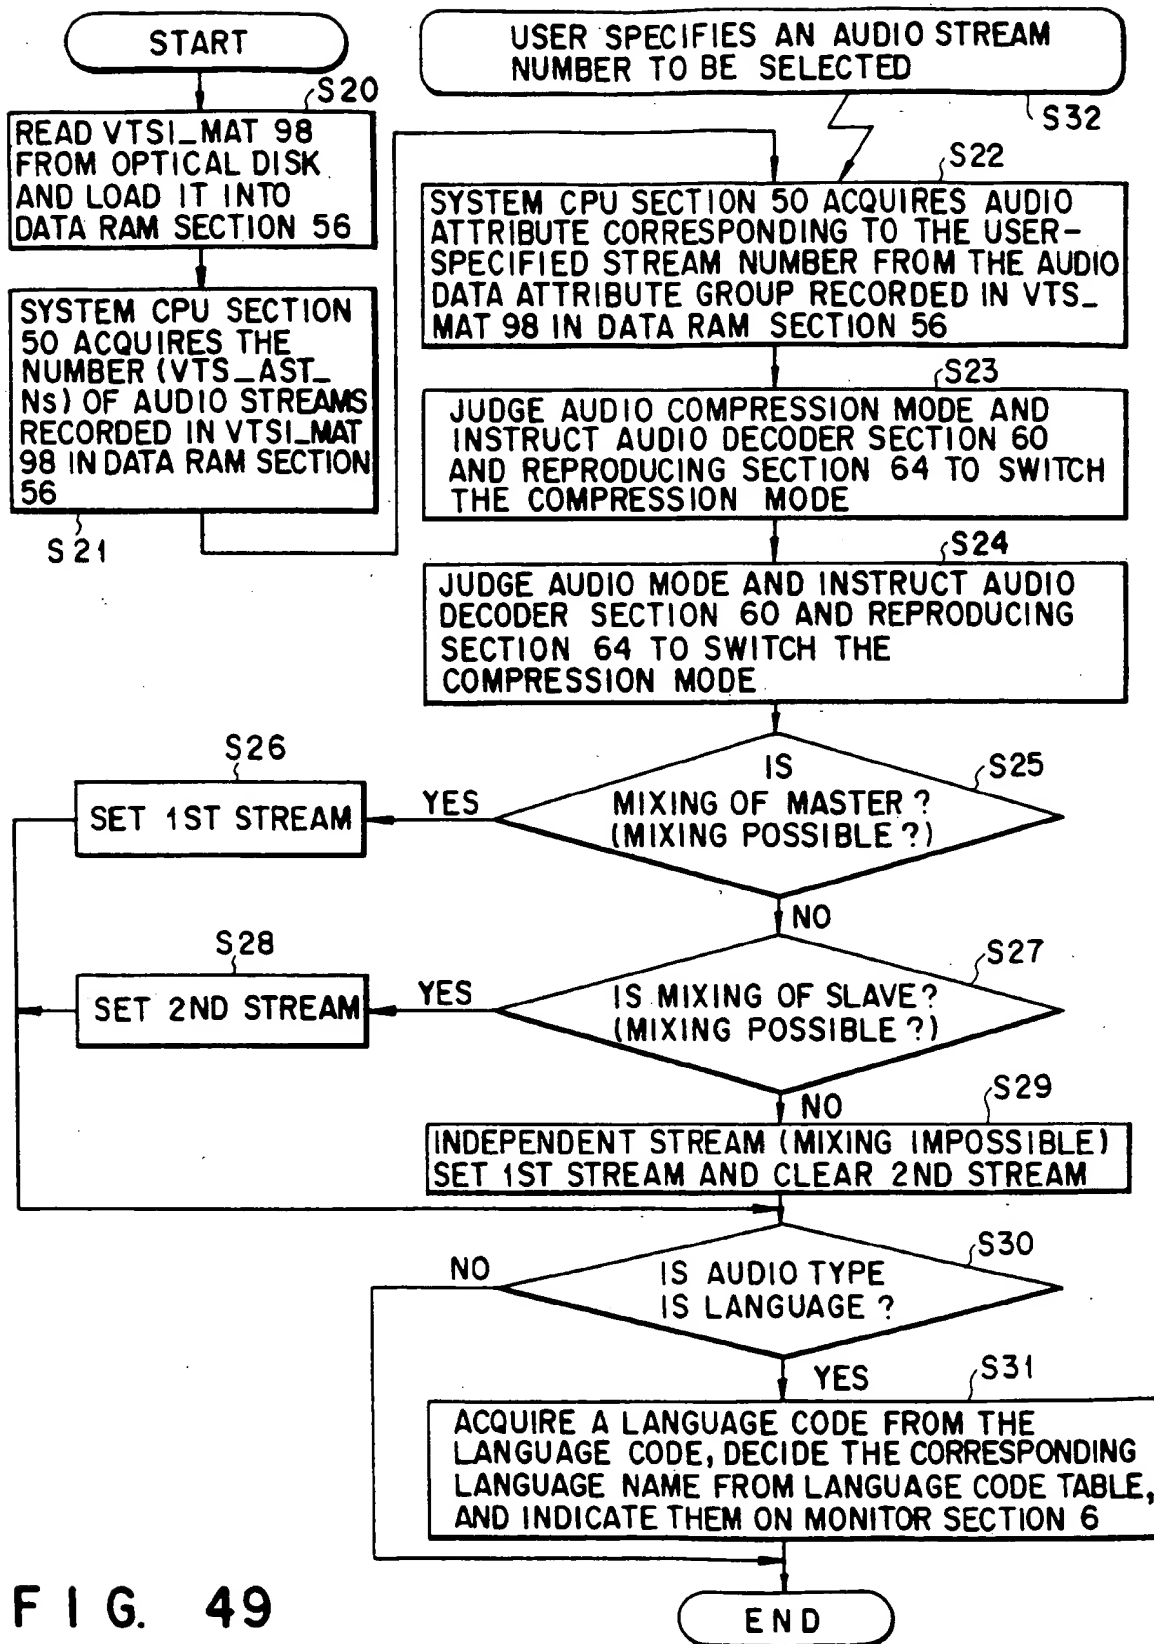 START
S20
READ VTSI_MAT 98
FROM OPTICAL DISK
AND LOAD IT INTO
DATA RAM SECTION 56
SYSTEM CPU SECTION
50 ACQUIRES THE
NUMBER (VTS_AST_
Ns) OF AUDIO STREAMS
RECORDED IN VTSI_MAT
98 IN DATA RAM SECTION
56
S21
USER SPECIFIES AN AUDIO STREAM
NUMBER TO BE SELECTED
S32
S22
SYSTEM CPU SECTION 50 ACQUIRES AUDIO
ATTRIBUTE CORRESPONDING TO THE USER-
SPECIFIED STREAM NUMBER FROM THE AUDIO
DATA ATTRIBUTE GROUP RECORDED IN VTS_
MAT 98 IN DATA RAM SECTION 56
S23
JUDGE AUDIO COMPRESSION MODE AND
INSTRUCT AUDIO DECODER SECTION 60
AND REPRODUCING SECTION 64 TO SWITCH
THE COMPRESSION MODE
S24
JUDGE AUDIO MODE AND INSTRUCT AUDIO
DECODER SECTION 60 AND REPRODUCING
SECTION 64 TO SWITCH THE
COMPRESSION MODE
S25
IS
MIXING OF MASTER ?
(MIXING POSSIBLE ?)
YES
S26
SET 1ST STREAM
NO
S27
IS MIXING OF SLAVE?
(MIXING POSSIBLE ?)
YES
S28
SET 2ND STREAM
NO
S29
INDEPENDENT STREAM (MIXING IMPOSSIBLE)
SET 1ST STREAM AND CLEAR 2ND STREAM
S30
IS AUDIO TYPE
IS LANGUAGE ?
NO
YES
S31
ACQUIRE A LANGUAGE CODE FROM THE
LANGUAGE CODE, DECIDE THE CORRESPONDING
LANGUAGE NAME FROM LANGUAGE CODE TABLE,
AND INDICATE THEM ON MONITOR SECTION 6
END
FIG. 49